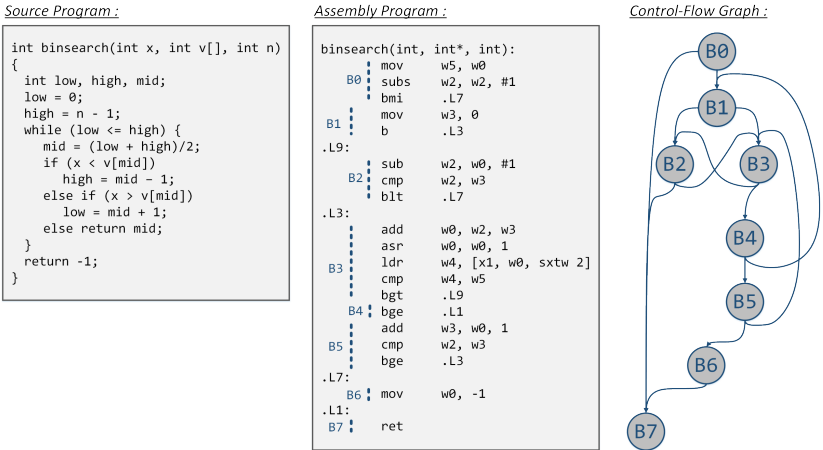 Source Program :
int binsearch(int x, int v[], int n)
{
int low, high, mid;
low = 0;
high = n - 1;
while (low <= high) {
mid = (low + high)/2;
if (x < v[mid])
high = mid - 1;
else if (x > v[mid])
low = mid + 1;
else return mid;
}
return -1;
}
Assembly Program :
binsearch(int, int*, int):
mov w5, w0
B0 subs w2, w2, #1
bmi .L7
B1 mov w3, 0
b .L3
.L9:
sub w2, w0, #1
B2 cmp w2, w3
blt .L7
.L3:
add w0, w2, w3
asr w0, w0, 1
B3 ldr w4, [x1, w0, sxtw 2]
cmp w4, w5
bgt .L9
B4 bge .L1
add w3, w0, 1
B5 cmp w2, w3
bge .L3
.L7:
B6 mov w0, -1
.L1:
B7 ret
Control-Flow Graph :
B0
B1
B2 B3
B4
B5
B6
B7